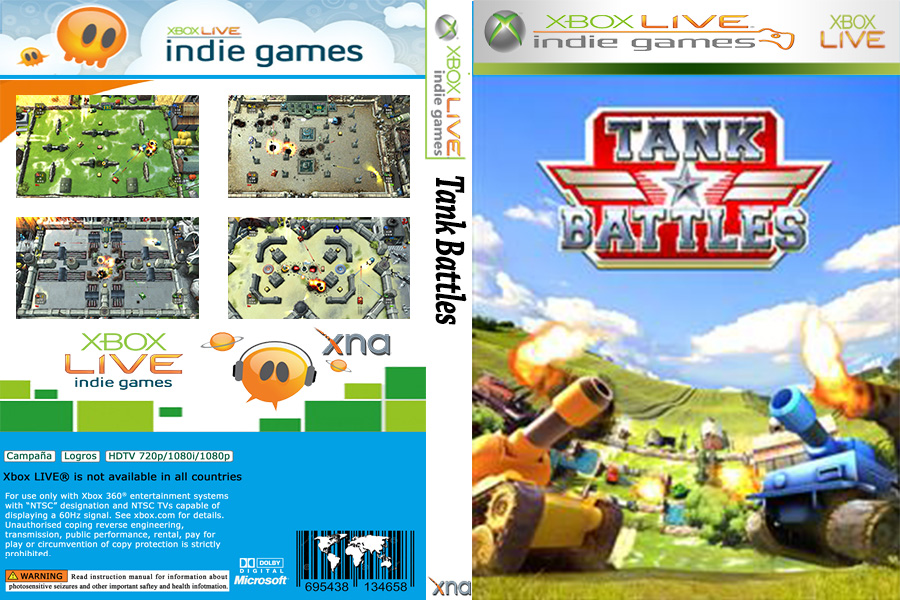 XBOX LIVE
indie games
XBOX LIVE
indie games
Tank Battles
XBOX LIVE
indie games
XBOX
LIVE
TANK
BATTLES
XBOX
LIVE
indie games
xna
Campaña
Logros
HDTV 720p/1080i/1080p
Xbox LIVE® is not available in all countries
For use only with Xbox 360® entertainment systems
with “NTSC” designation and NTSC TVs capable of
displaying a 60Hz signal. See xbox.com for details.
Unauthorised coping reverse engineering,
transmission, public performance, rental, pay for
play or circumvention of copy protection is strictly
prohibited.
WARNING Read instruction manual for information about
photosensitive seizures and other important saftey and health infotmation.
DOLBY
DIGITAL
Microsoft
695438 134658
xna